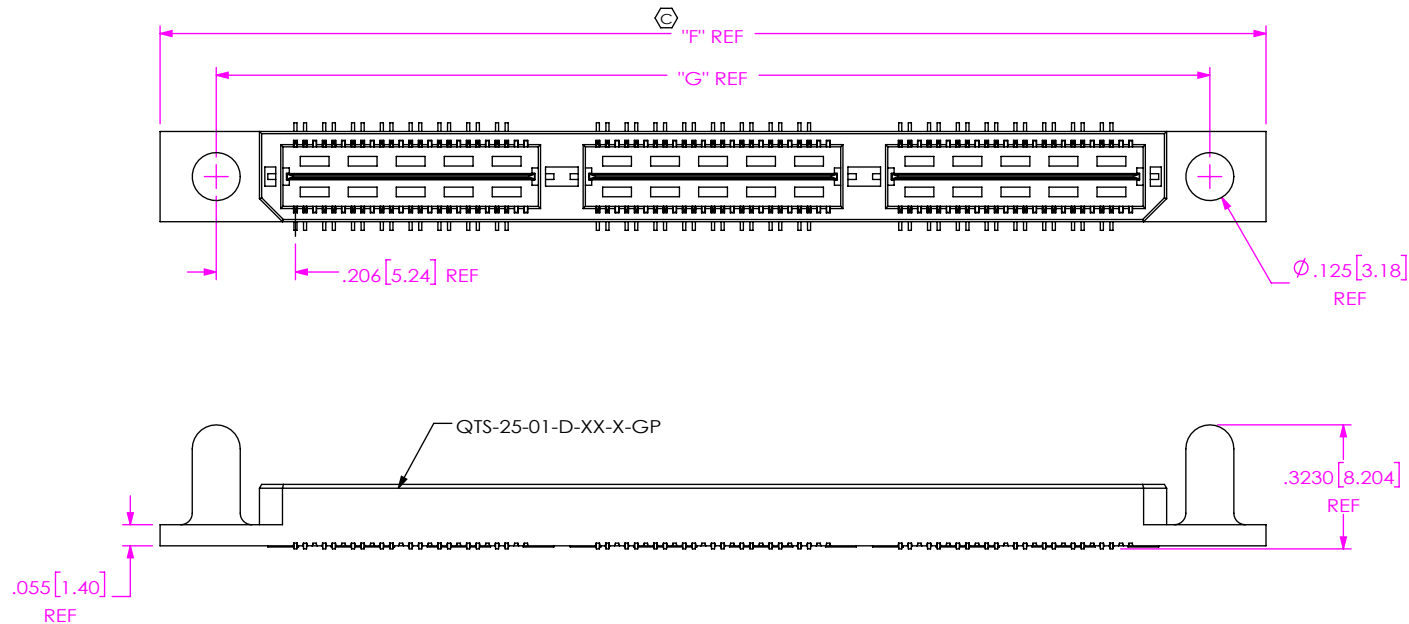 C
"F" REF
"G" REF
.206[5.24] REF
Ø.125[3.18]
REF
QTS-25-01-D-XX-X-GP
.3230[8.204]
REF
.055[1.40]
REF